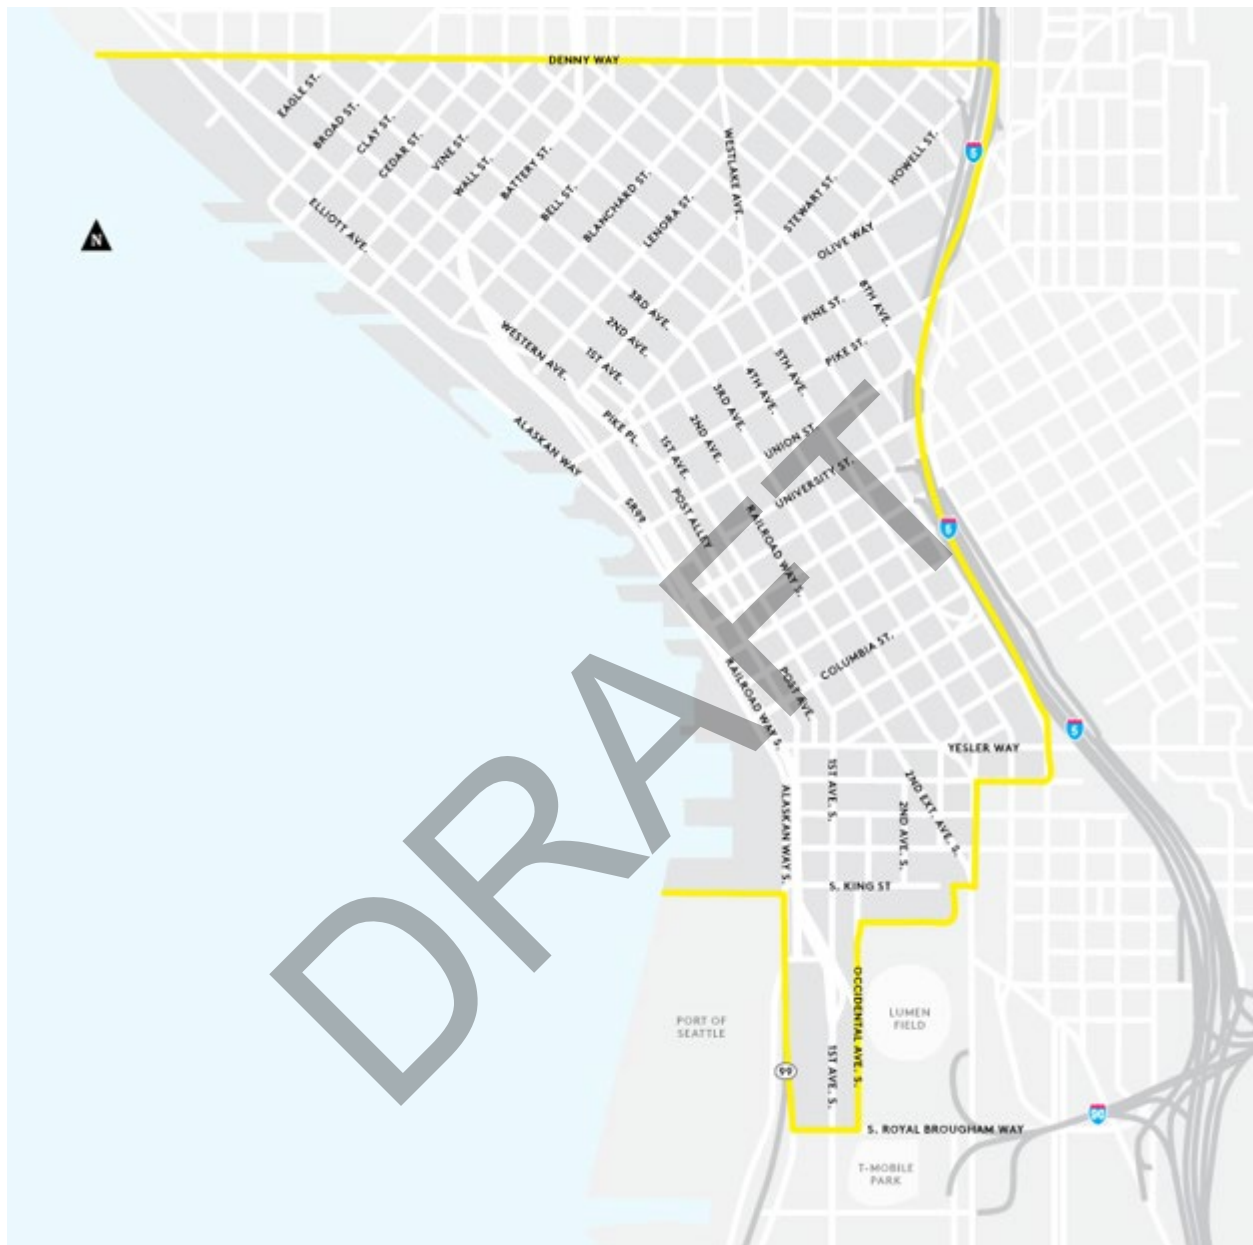 DENNY WAY
EAGLE ST.
BROAD ST.
CLAY ST.
CEDAR ST.
VINE ST.
WALL ST.
BATTERY ST.
BELL ST.
BLANCHARD ST.
LENORA ST.
WESTLAKE AVE.
STEWART ST.
HOWELL ST.
5
OLIVE WAY
ELLIOTT AVE.
N
3RD AVE.
2ND AVE.
1ST AVE.
WESTERN AVE.
PINE ST.
8TH AVE.
PIKE ST.
5TH AVE.
4TH AVE.
3RD AVE.
2ND AVE.
1ST AVE.
PIKE PL.
ALASKAN WAY
UNION ST.
UNIVERSITY ST.
SR99
POST ALLEY
RAILROAD WAY S.
5
COLUMBIA ST.
RAILROAD WAY S.
POST AVE.
5
YESLER WAY
1ST AVE. S.
2ND EXT. AVE. S.
2ND AVE. S.
ALASKAN WAY S.
S. KING ST
DRAFT
OCCIDENTAL AVE. S.
LUMEN
FIELD
PORT OF
SEATTLE
99
1ST AVE. S.
90
S. ROYAL BROUGHAM WAY
T-MOBILE
PARK